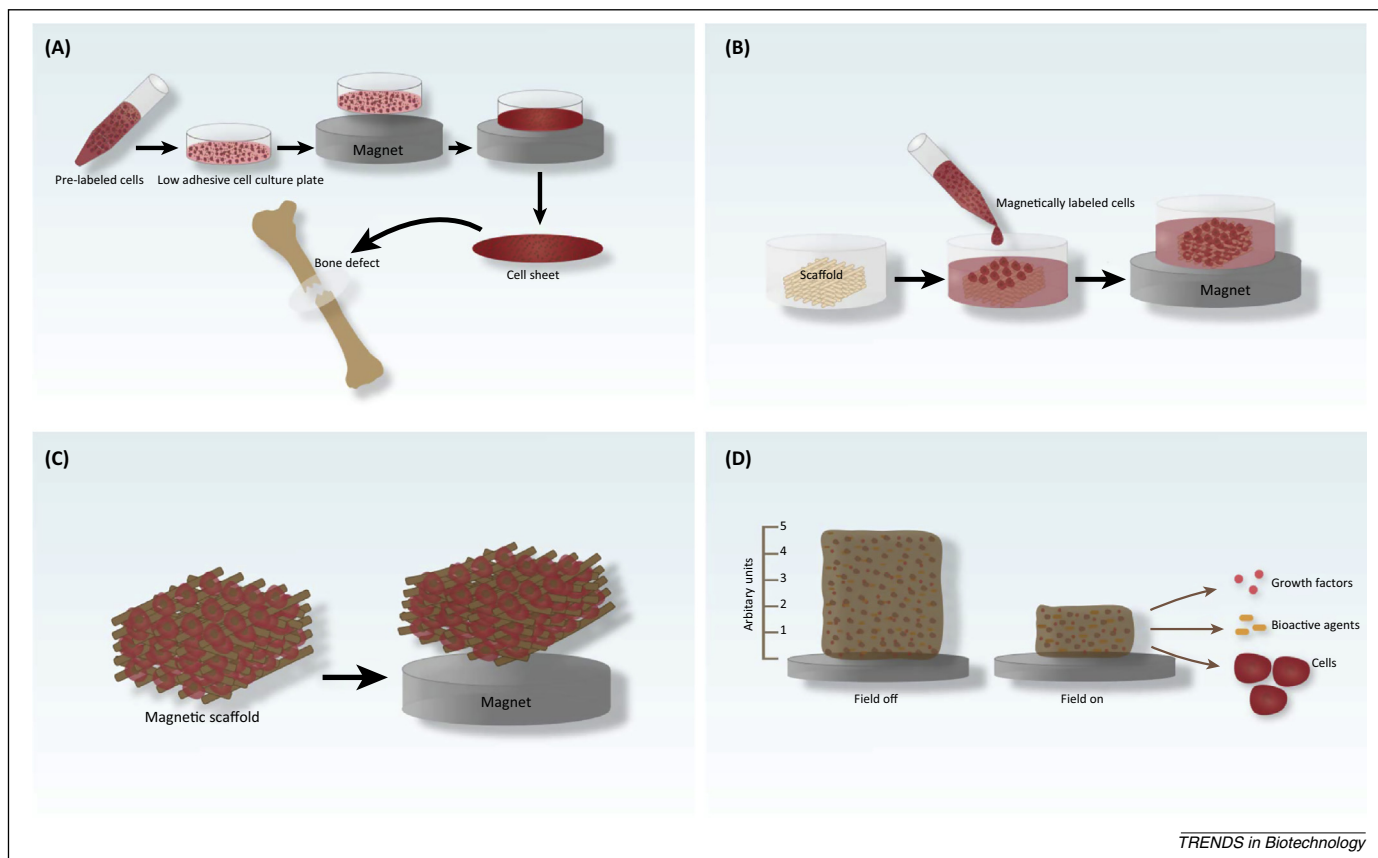 (A)
Magnet
Pre-labeled cells
Low adhesive cell culture plate
Bone defect
Cell sheet
(B)
Magnetically labeled cells
Scaffold
Magnet
(C)
Magnetic scaffold
Magnet
(D)
Arbitary units
5
4
3
2
1
Field off
Field on
Growth factors
Bioactive agents
Cells
TRENDS in Biotechnology